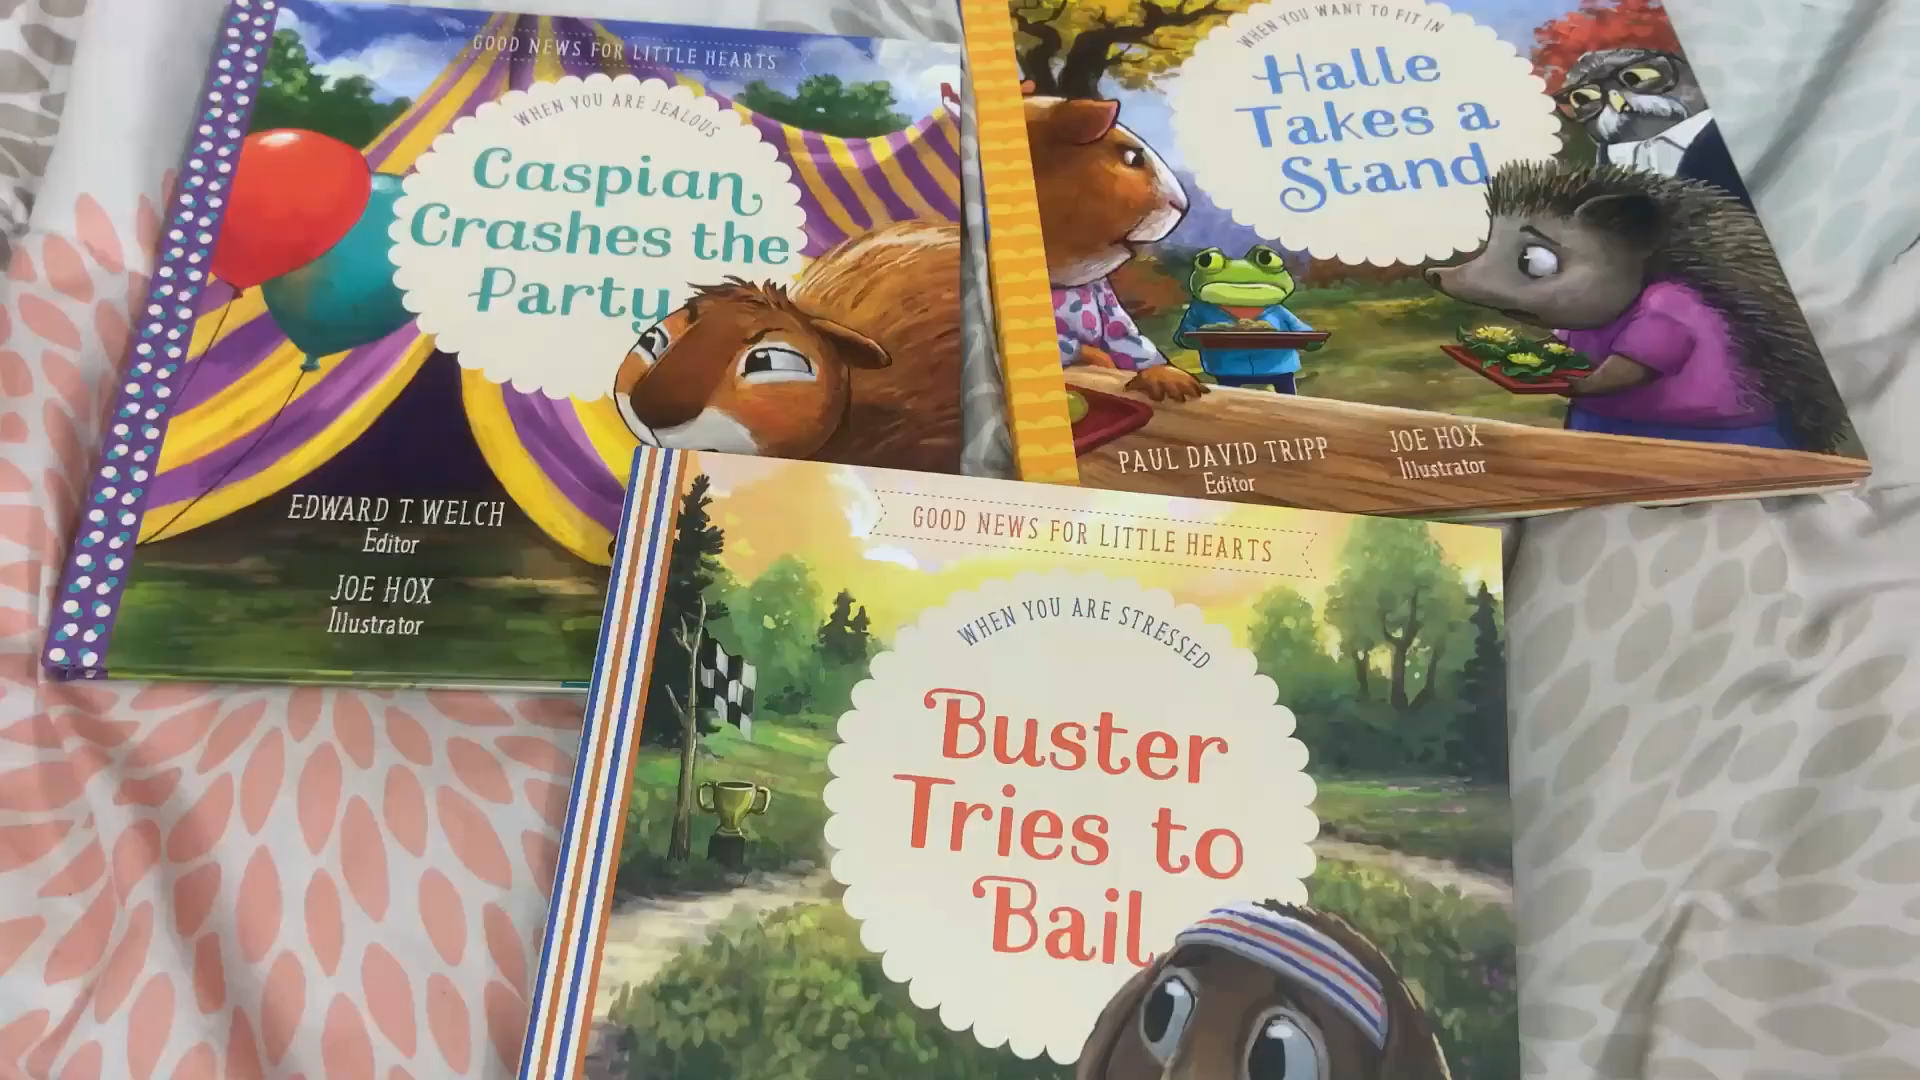 GOOD NEWS FOR LITTLE HEARTS
WHEN YOU ARE JEALOUS
Caspian
Crashes the
Party
EDWARD T. WELCH
Editor
JOE HOX
Illustrator
WHEN YOU WANT TO FIT IN
Halle
Takes a
Stand
PAUL DAVID TRIPP
Editor
JOE HOX
Illustrator
GOOD NEWS FOR LITTLE HEARTS
WHEN YOU ARE STRESSED
Buster
Tries to
Bail